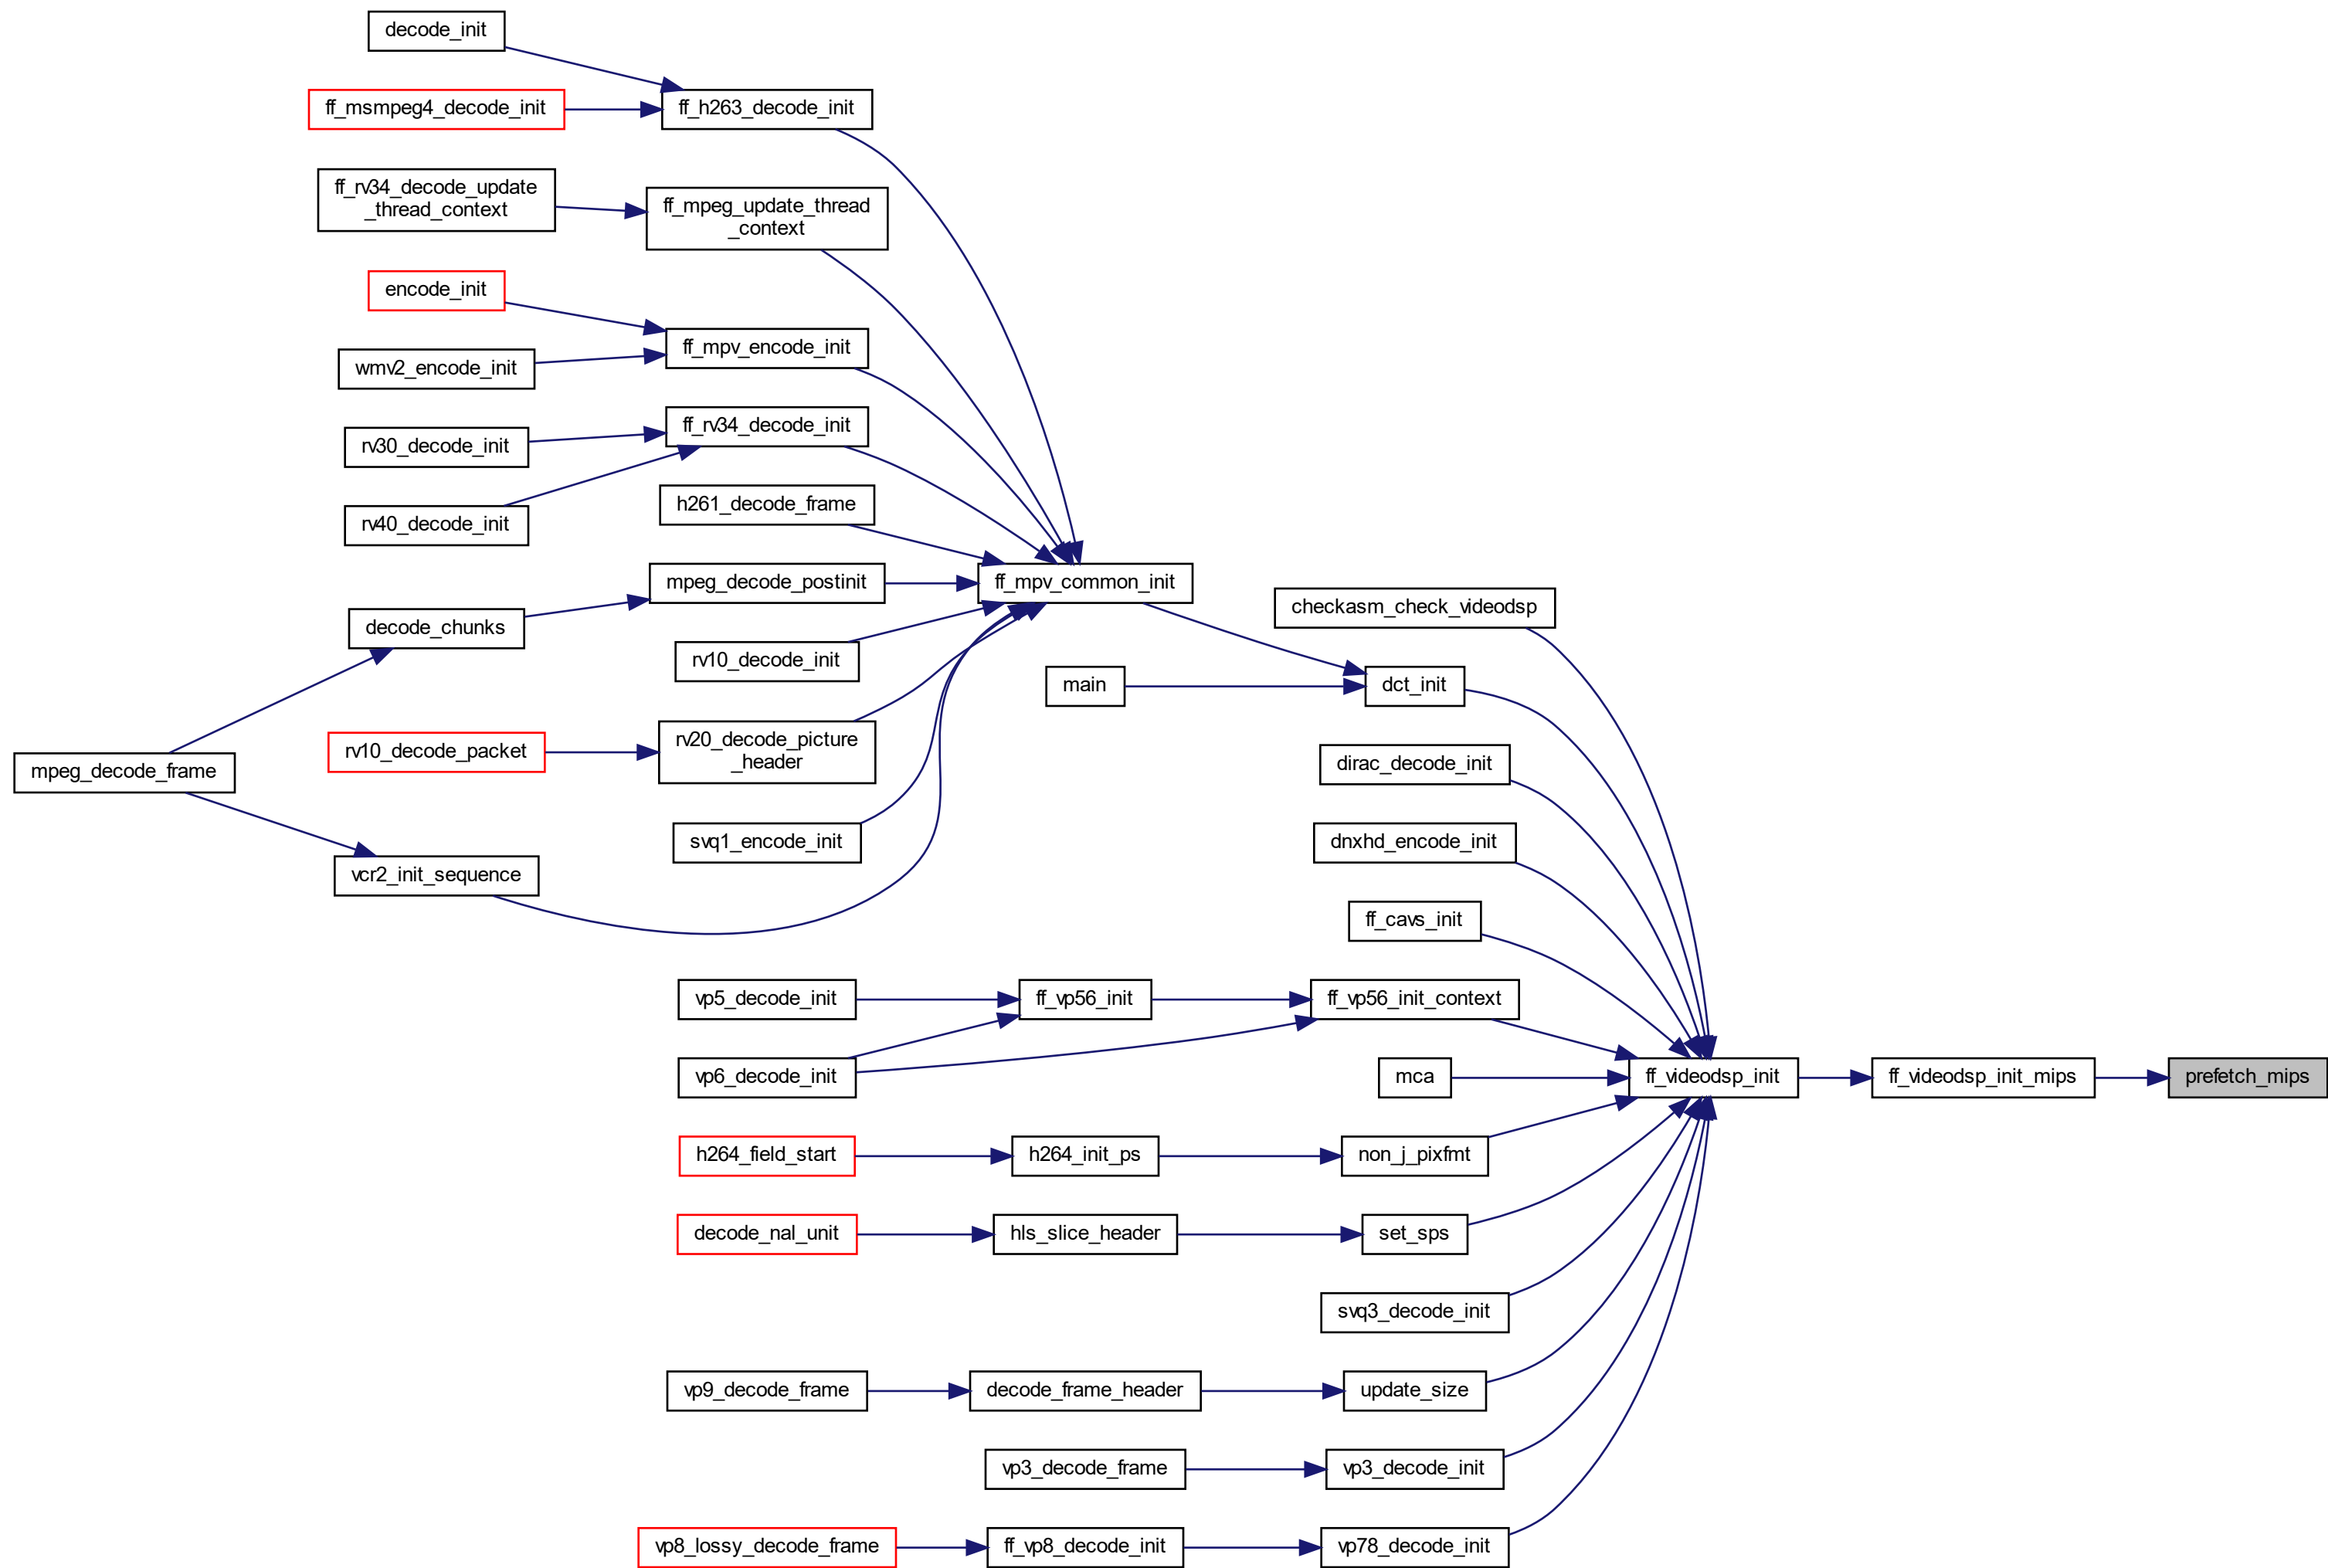 decode_init
ff_msmpeg4_decode_init
ff_h263_decode_init
ff_rv34_decode_update
_thread_context
ff_mpeg_update_thread
_context
encode_init
ff_mpv_encode_init
wmv2_encode_init
ff_rv34_decode_init
rv30_decode_init
h261_decode_frame
rv40_decode_init
mpeg_decode_postinit
ff_mpv_common_init
checkasm_check_videodsp
decode_chunks
rv10_decode_init
main
dct_init
rv10_decode_packet
rv20_decode_picture
_header
dirac_decode_init
mpeg_decode_frame
svq1_encode_init
dnxhd_encode_init
vcr2_init_sequence
ff_cavs_init
vp5_decode_init
ff_vp56_init
ff_vp56_init_context
vp6_decode_init
mca
ff_videodsp_init
ff_videodsp_init_mips
prefetch_mips
h264_field_start
h264_init_ps
non_j_pixfmt
decode_nal_unit
hls_slice_header
set_sps
svq3_decode_init
vp9_decode_frame
decode_frame_header
update_size
vp3_decode_frame
vp3_decode_init
vp8_lossy_decode_frame
ff_vp8_decode_init
vp78_decode_init